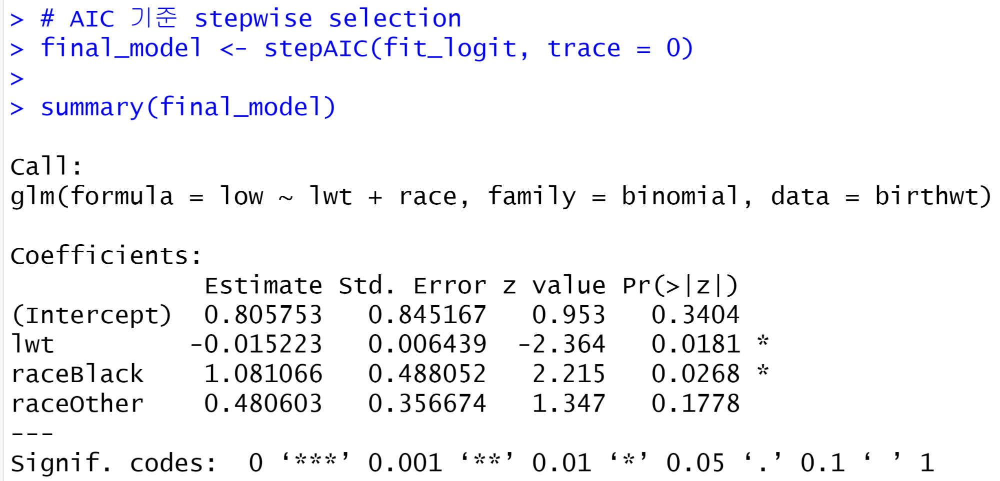 > # AIC 기준 stepwise selection
> final_model <- stepAIC(fit_logit, trace = 0)
>
> summary(final_model)
Call:
glm(formula = low ~ lwt + race, family = binomial, data = birthwt)
Coefficients:
Estimate Std. Error z value Pr(>|z|)
(Intercept) 0.805753 0.845167 0.953 0.3404
lwt -0.015223 0.006439 -2.364 0.0181 *
raceBlack 1.081066 0.488052 2.215 0.0268 *
raceOther 0.480603 0.356674 1.347 0.1778
---
Signif. codes: 0 ‘***’ 0.001 ‘**’ 0.01 ‘*’ 0.05 ‘.’ 0.1 ‘ ’ 1